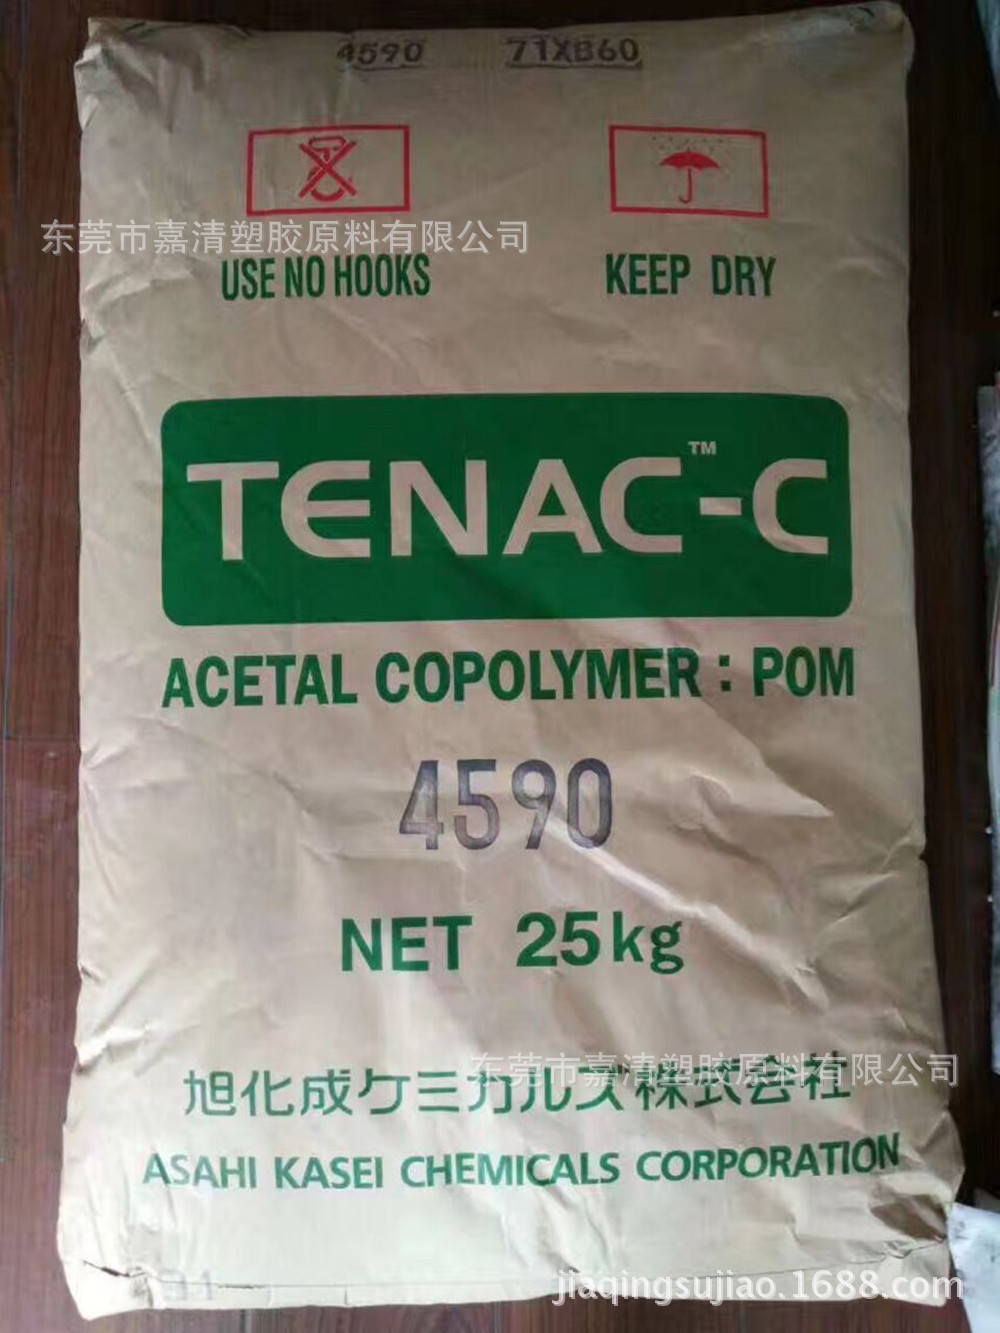 4590 71XB60
东莞市嘉清塑胶原料有限公司
USE NO HOOKS KEEP DRY
TENAC™-C
ACETAL COPOLYMER : POM
4590
NET 25kg
东莞市嘉清塑胶原料有限公司
旭化成ケミカルズ株式会社
ASAHI KASEI CHEMICALS CORPORATION
jiaqingsujiao.1688.com